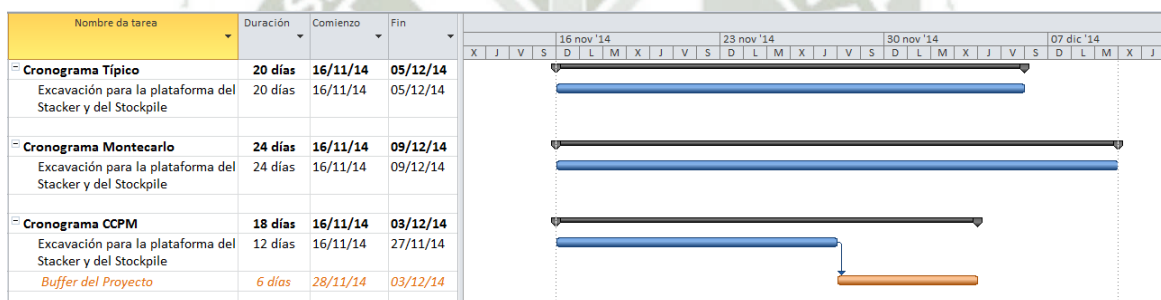 Nombre da tarea Duración Comienzo Fin
16 nov '14 23 nov '14 30 nov '14 07 dic '14
X J V S D L M X J V S D L M X J V S D L M X J V S D L M X J
Cronograma Típico 20 días 16/11/14 05/12/14
Excavación para la plataforma del 20 días 16/11/14 05/12/14
Stacker y del Stockpile
Cronograma Montecarlo 24 días 16/11/14 09/12/14
Excavación para la plataforma del 24 días 16/11/14 09/12/14
Stacker y del Stockpile
Cronograma CCPM 18 días 16/11/14 03/12/14
Excavación para la plataforma del 12 días 16/11/14 27/11/14
Stacker y del Stockpile
Buffer del Proyecto 6 días 28/11/14 03/12/14